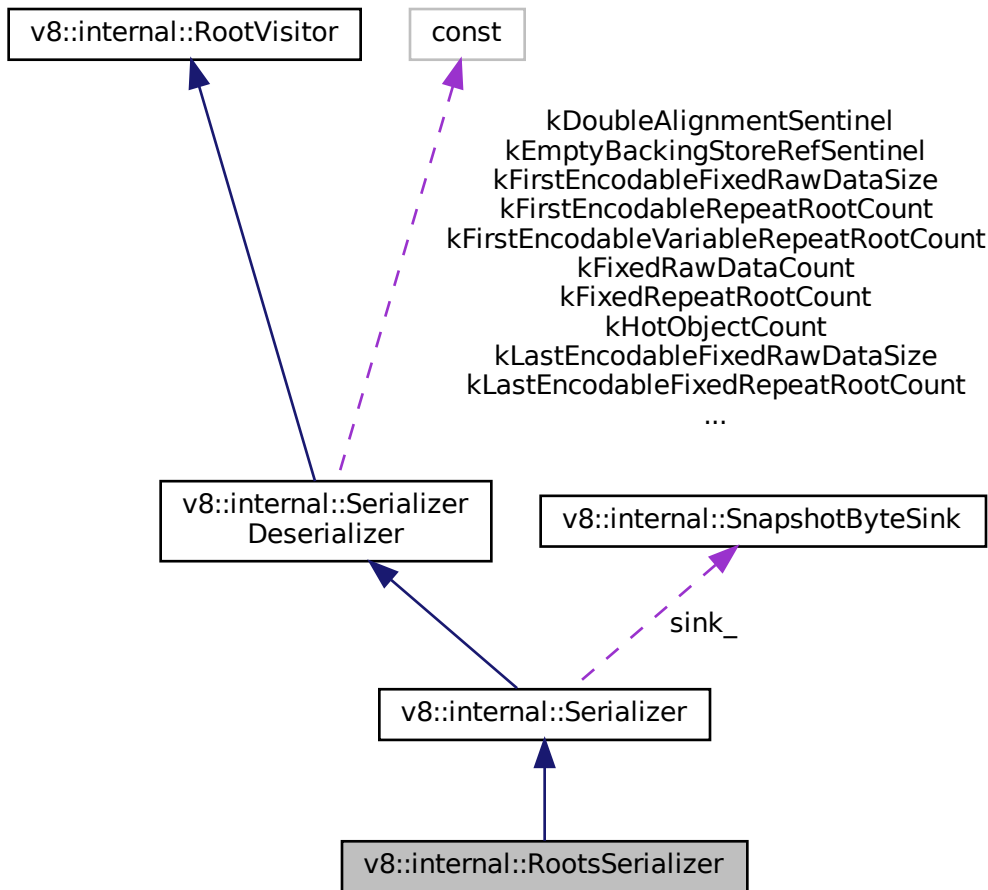 v8::internal::RootVisitor
const
kDoubleAlignmentSentinel
kEmptyBackingStoreRefSentinel
kFirstEncodableFixedRawDataSize
kFirstEncodableRepeatRootCount
kFirstEncodableVariableRepeatRootCount
kFixedRawDataCount
kFixedRepeatRootCount
kHotObjectCount
kLastEncodableFixedRawDataSize
kLastEncodableFixedRepeatRootCount
...
v8::internal::Serializer
Deserializer
v8::internal::SnapshotByteSink
sink_
v8::internal::Serializer
v8::internal::RootsSerializer